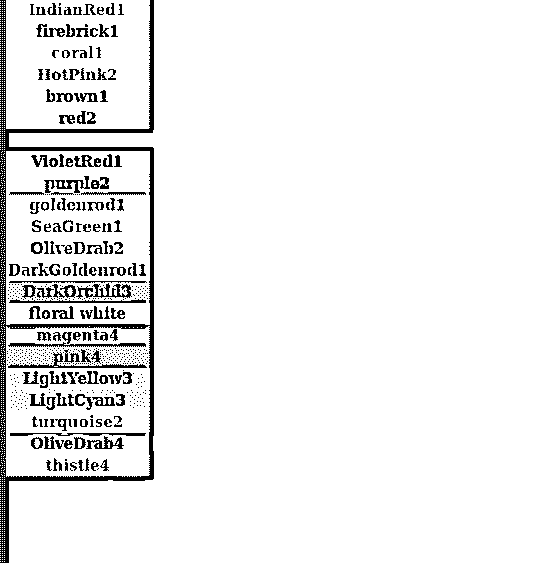 IndianRed1
firebrick1
coral1
HotPink2
brown1
red2
VioletRed1
purple2
goldenrod1
SeaGreen1
OliveDrab2
DarkGoldenrod1
DarkOrchid3
floral white
magenta4
pink4
LightYellow3
LightCyan3
turquoise2
OliveDrab4
thistle4